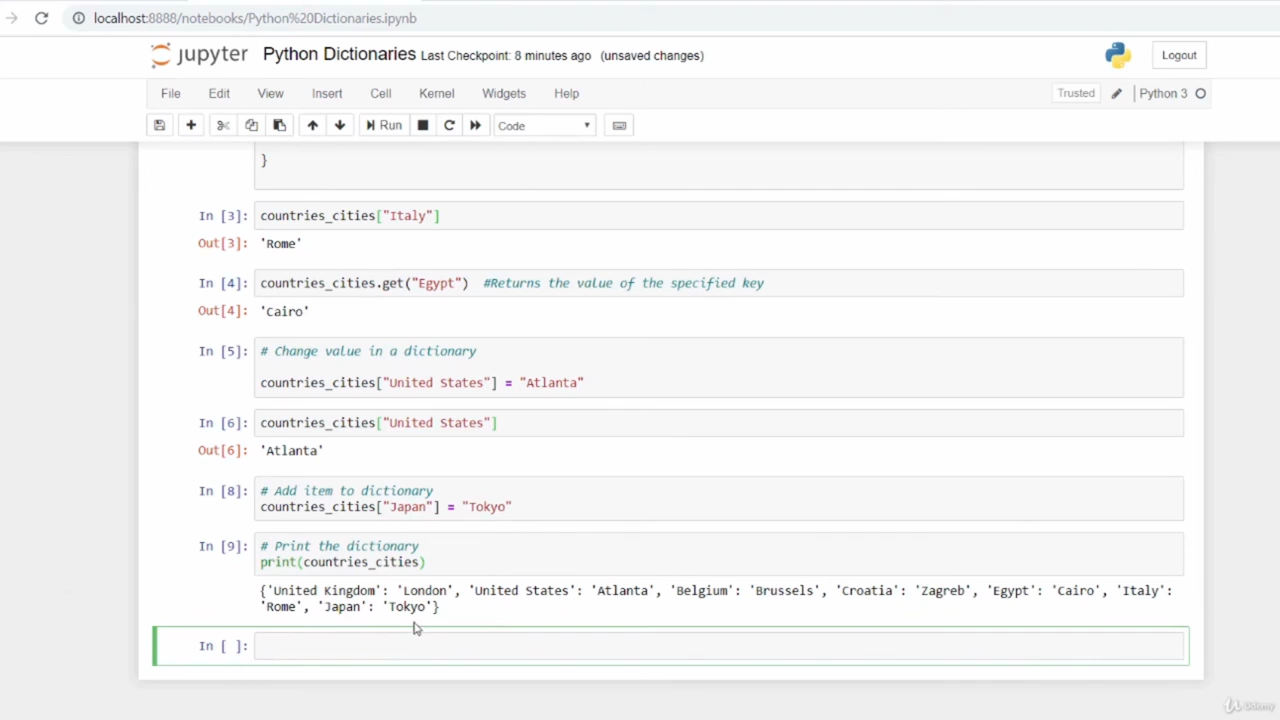 localhost:8888/notebooks/Python%20Dictionaries.ipynb
jupyter Python Dictionaries Last Checkpoint: 8 minutes ago (unsaved changes) Logout
File Edit View Insert Cell Kernel Widgets Help Trusted Python 3
Run Code
}
In [3]: countries_cities["Italy"]
Out[3]: 'Rome'
In [4]: countries_cities.get("Egypt") #Returns the value of the specified key
Out[4]: 'Cairo'
In [5]: # Change value in a dictionary
countries_cities["United States"] = "Atlanta"
In [6]: countries_cities["United States"]
Out[6]: 'Atlanta'
In [8]: # Add item to dictionary
countries_cities["Japan"] = "Tokyo"
In [9]: # Print the dictionary
print(countries_cities)
{'United Kingdom': 'London', 'United States': 'Atlanta', 'Belgium': 'Brussels', 'Croatia': 'Zagreb', 'Egypt': 'Cairo', 'Italy':
'Rome', 'Japan': 'Tokyo'}
In [ ]:
Udemy